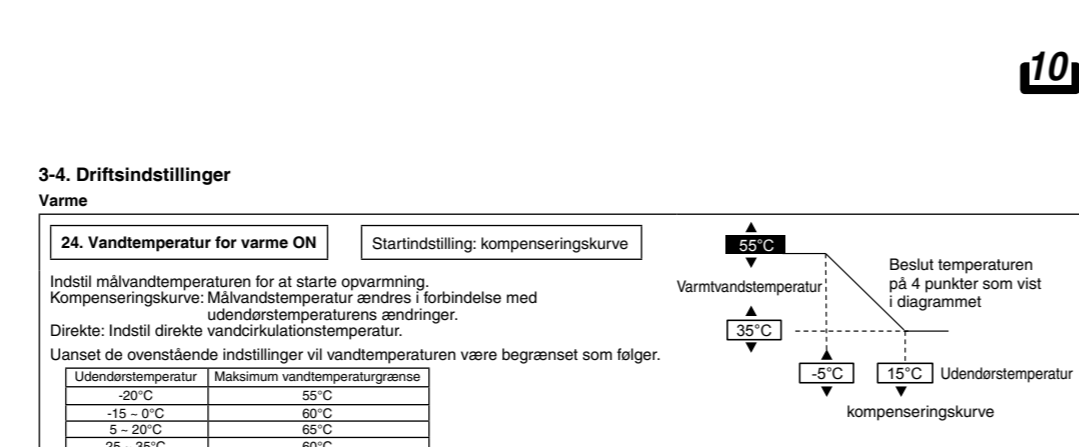 10
3-4. Driftsindstillinger
Varme
24. Vandtemperatur for varme ON
Startindstilling: kompenseringskurve
Indstil målvandtemperaturen for at starte opvarmning.
Kompenseringskurve: Målvandstemperatur ændres i forbindelse med
udendørstemperaturens ændringer.
Direkte: Indstil direkte vandcirkulationstemperatur.
Uanset de ovenstående indstillinger vil vandtemperaturen være begrænset som følger.
Udendørstemperatur Maksimum vandtemperaturgrænse
-20°C 55°C
-15 ~ 0°C 60°C
5 ~ 20°C 65°C
25 ~ 35°C 60°C
55°C
Varmtvandstemperatur
35°C
Beslut temperaturen
på 4 punkter som vist
i diagrammet
-5°C 15°C Udendørstemperatur
kompenseringskurve